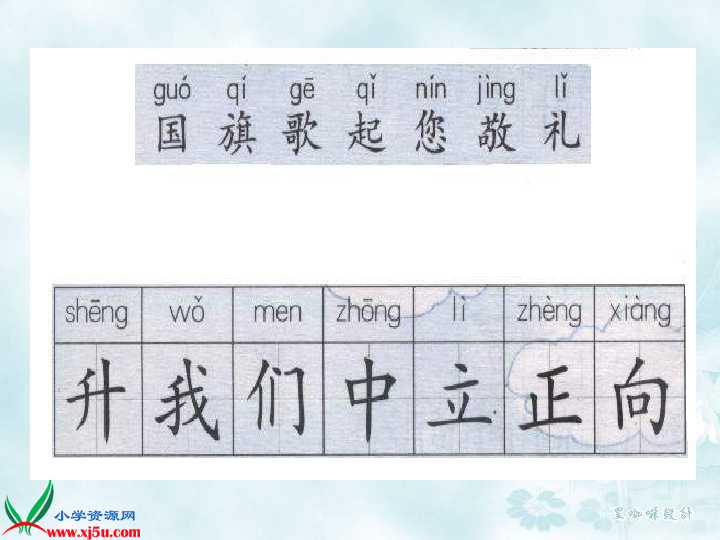 guó qí gē qǐ nín jìng lǐ
国 旗 歌 起 您 敬 礼
shēng wǒ men zhōng lì zhèng xiàng
升 我 们 中 立 正 向
小学资源网
www.xj5u.com
黑咖啡设计